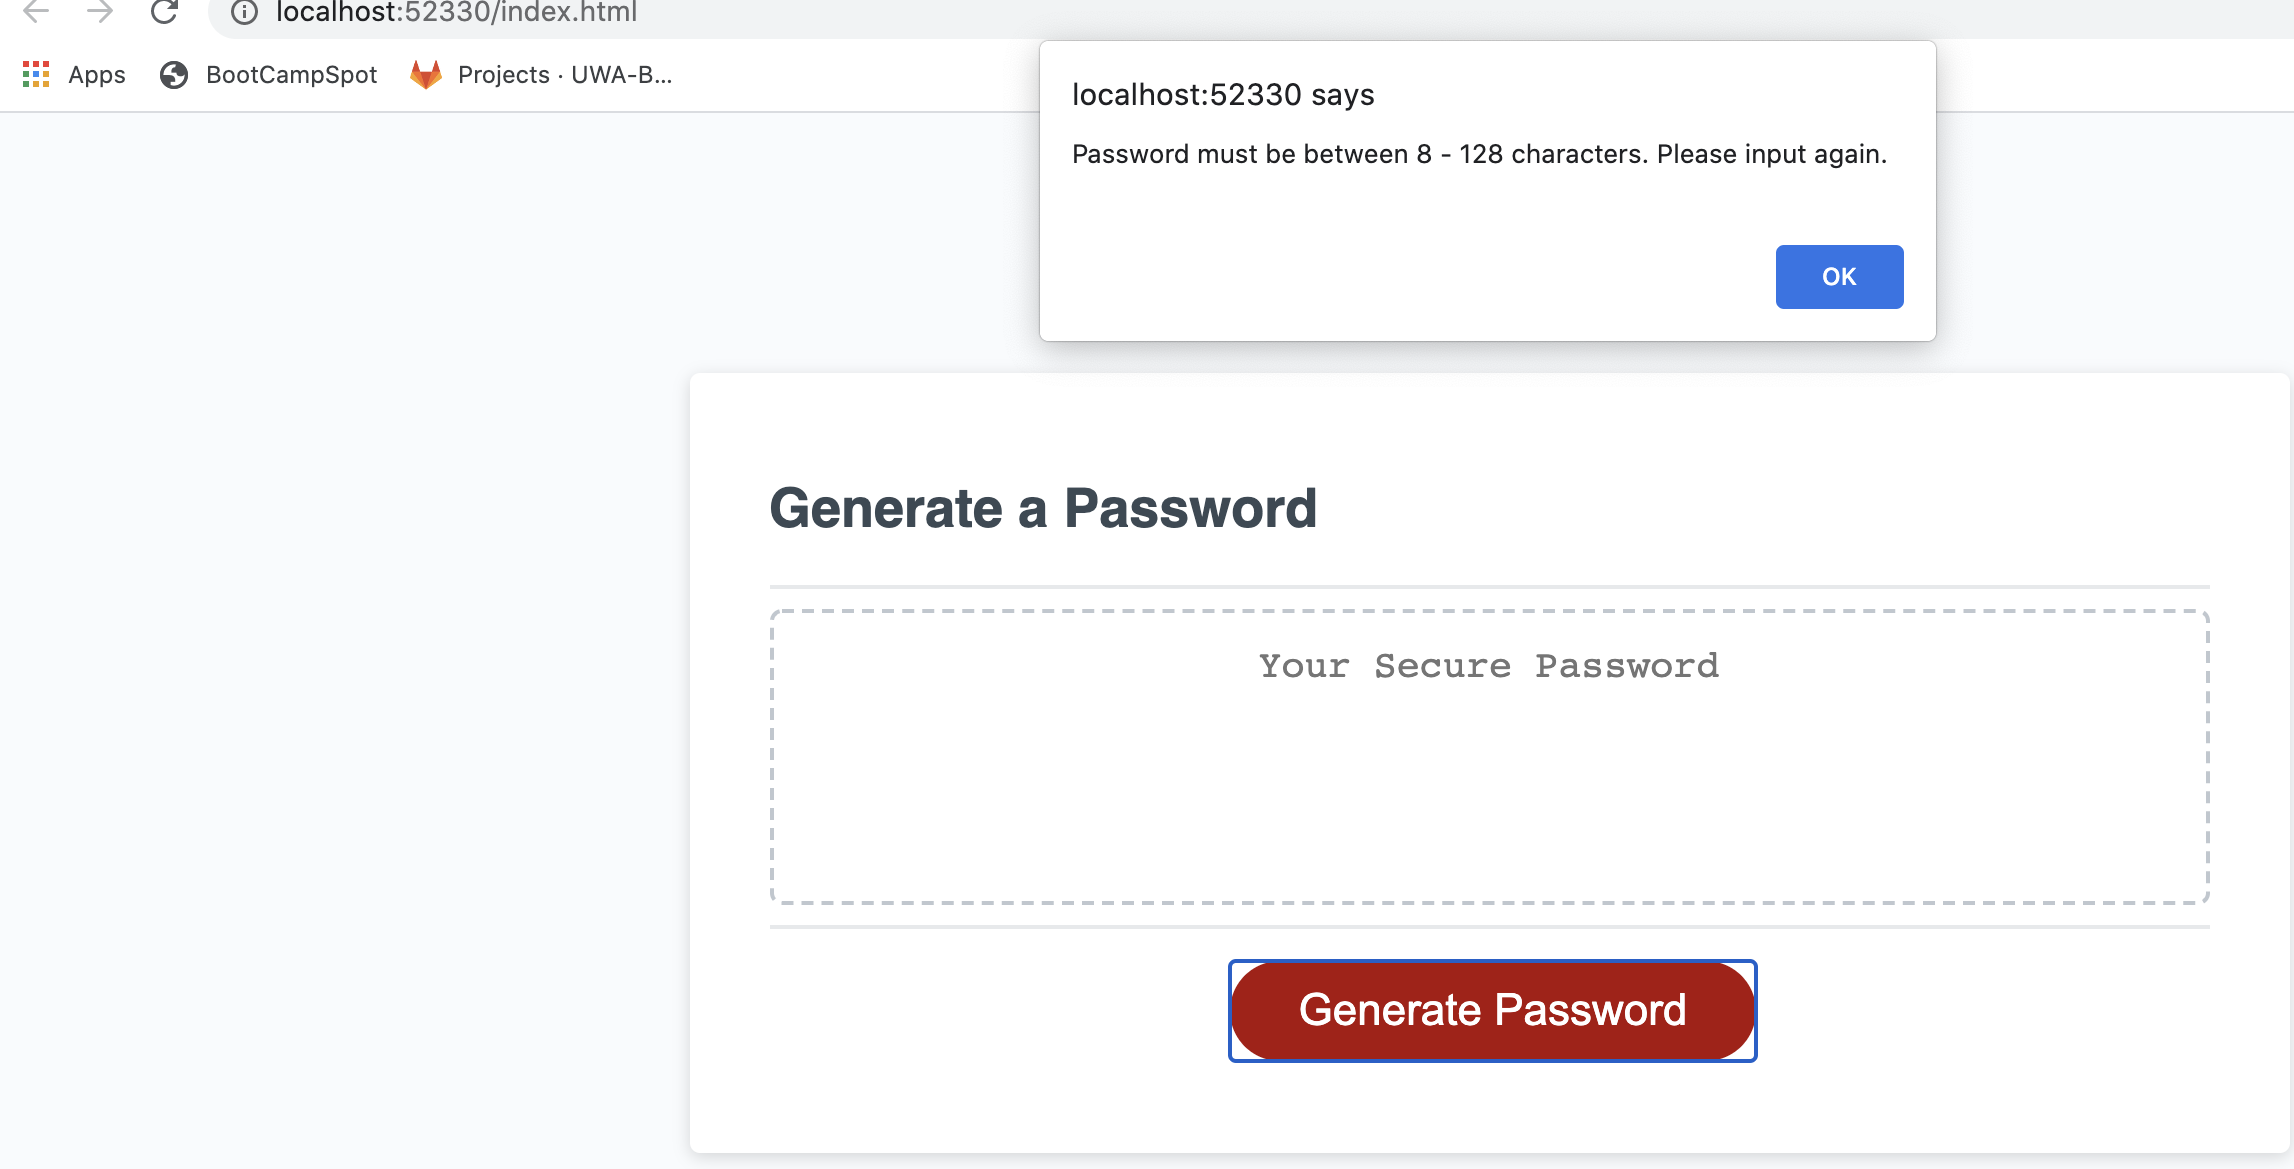 localhost:52330/index.html
Apps BootCampSpot Projects · UWA-B...
localhost:52330 says
Password must be between 8 - 128 characters. Please input again.
OK
Generate a Password
Your Secure Password
Generate Password